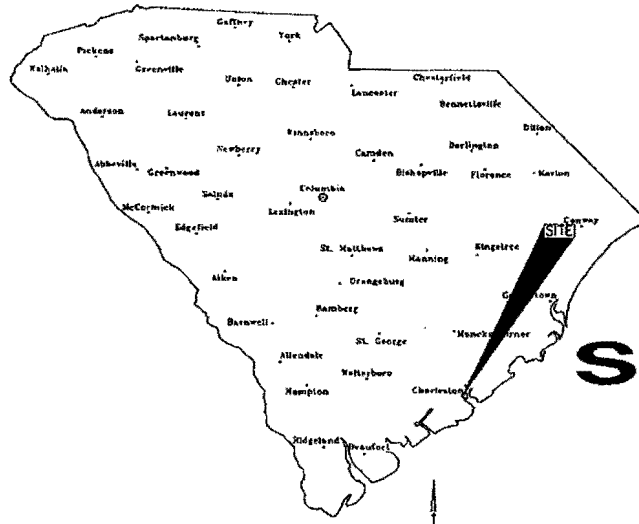 Gaffney
Spartanburg
York
Pickens
Walhalla
Greenville
Union
Chester
Chesterfield
Lancaster
Bennettsville
Anderson
Laurens
Dillon
Winnsboro
Darlington
Newberry
Camden
Abbeville
Greenwood
Bishopville
Florence
Marion
Columbia
Saluda
McCormick
Lexington
Sumter
Conway
Edgefield
SITE
St. Matthews
Manning
Kingstree
Aiken
Orangeburg
Bamberg
Barnwell
St. George
Allendale
Walterboro
Hampton
Charleston
S
Ridgeland
Beaufort